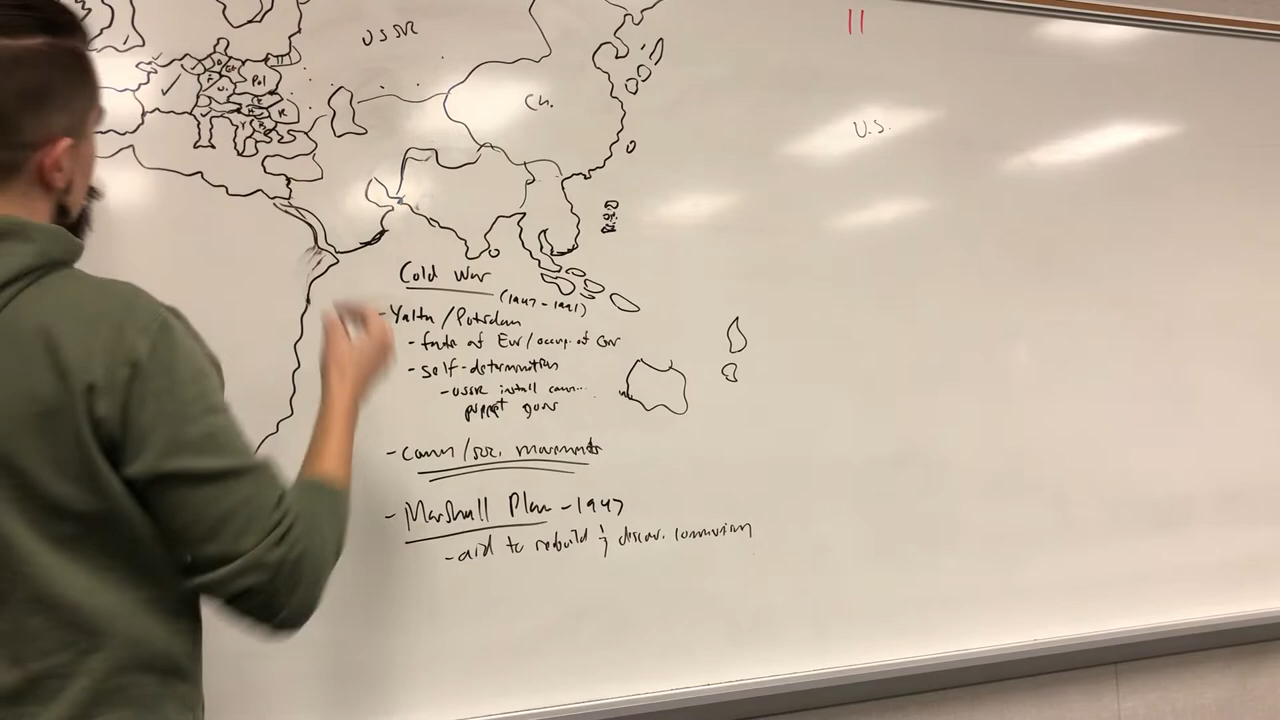 USSR
Ch.
U.S.
Pol
Cold War
(1947-1991)
- Yalta/Potsdam
- fate of Eur/occup. of Ger
- self-determination
- USSR install comm.
puppet govs
- comm/soc. movements
- Marshall Plan - 1947
- aid to rebuild & discour. communism